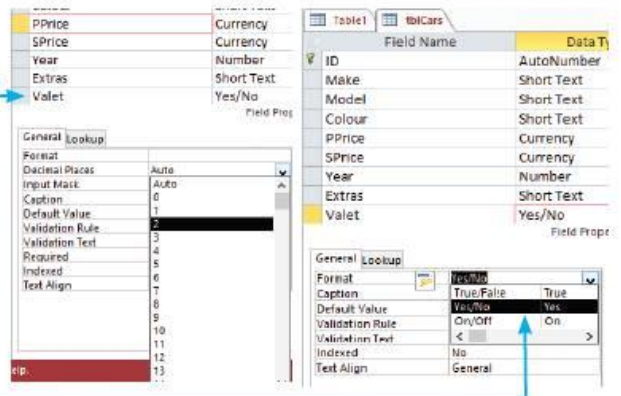 PPrice Currency
SPrice Currency
Year Number
Extras Short Text
Valet Yes/No
Field Prop
General Lookup
Format
Decimal Places Auto
Input Mask Auto
Caption 0
Default Value 1
Validation Rule 2
Validation Text 3
Required 4
Indexed 5
Text Align 6
7
8
9
10
11
12
elp. 13
Table1 tblCars
Field Name Data Ty
ID AutoNumber
Make Short Text
Model Short Text
Colour Short Text
PPrice Currency
SPrice Currency
Year Number
Extras Short Text
Valet Yes/No
Field Prope
General Lookup
Format Yes/No
Caption True/False True
Default Value Yes/No Yes
Validation Rule On/Off On
Validation Text < >
Indexed No
Text Align General